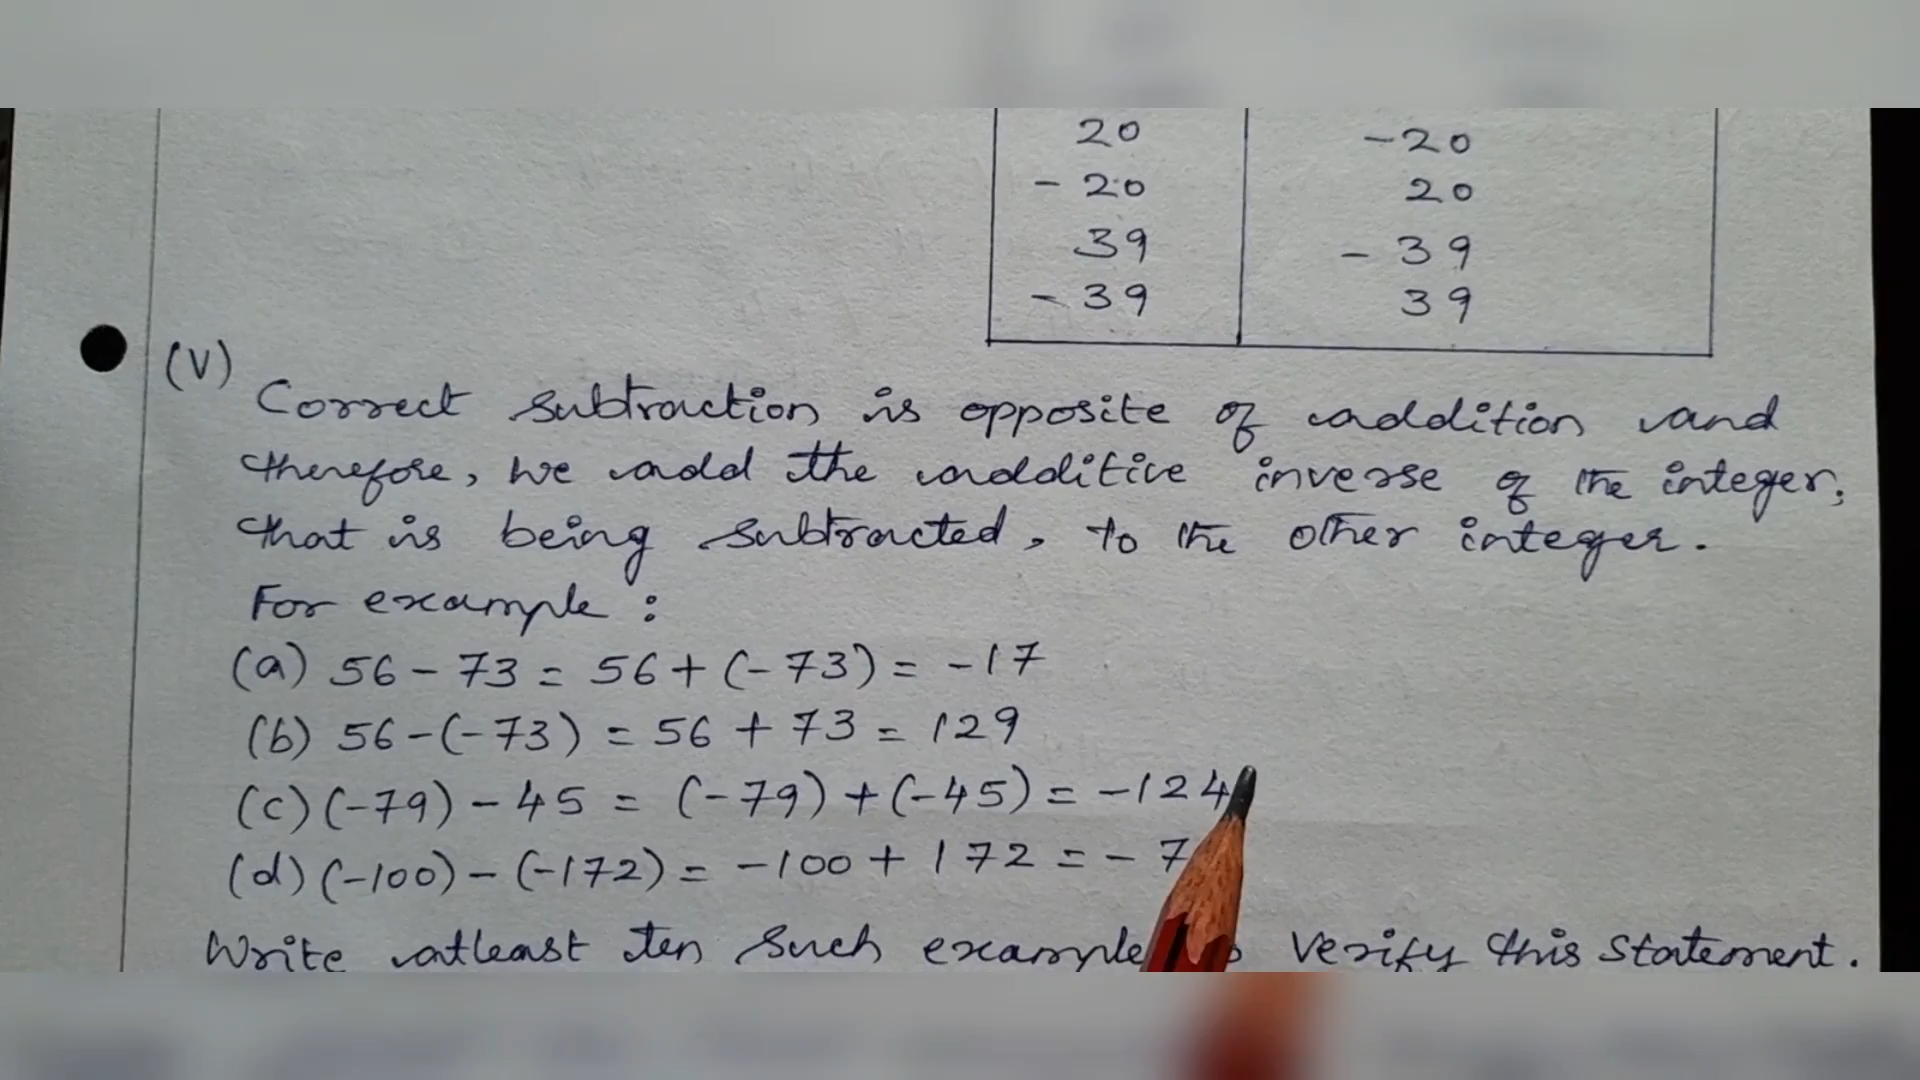 20 -20
- 20 20
39 - 39
- 39 39
(V)
Correct subtraction is opposite of addition and
therefore, we add the additive inverse of the integer,
that is being subtracted, to the other integer.
For example :
(a) 56 - 73 = 56 + (- 73) = -17
(b) 56 - (- 73) = 56 + 73 = 129
(c) (-79) - 45 = (-79) + (-45) = -124
(d) (-100) - (-172) = -100 + 172 = - 7
Write atleast ten such example verify this statement.